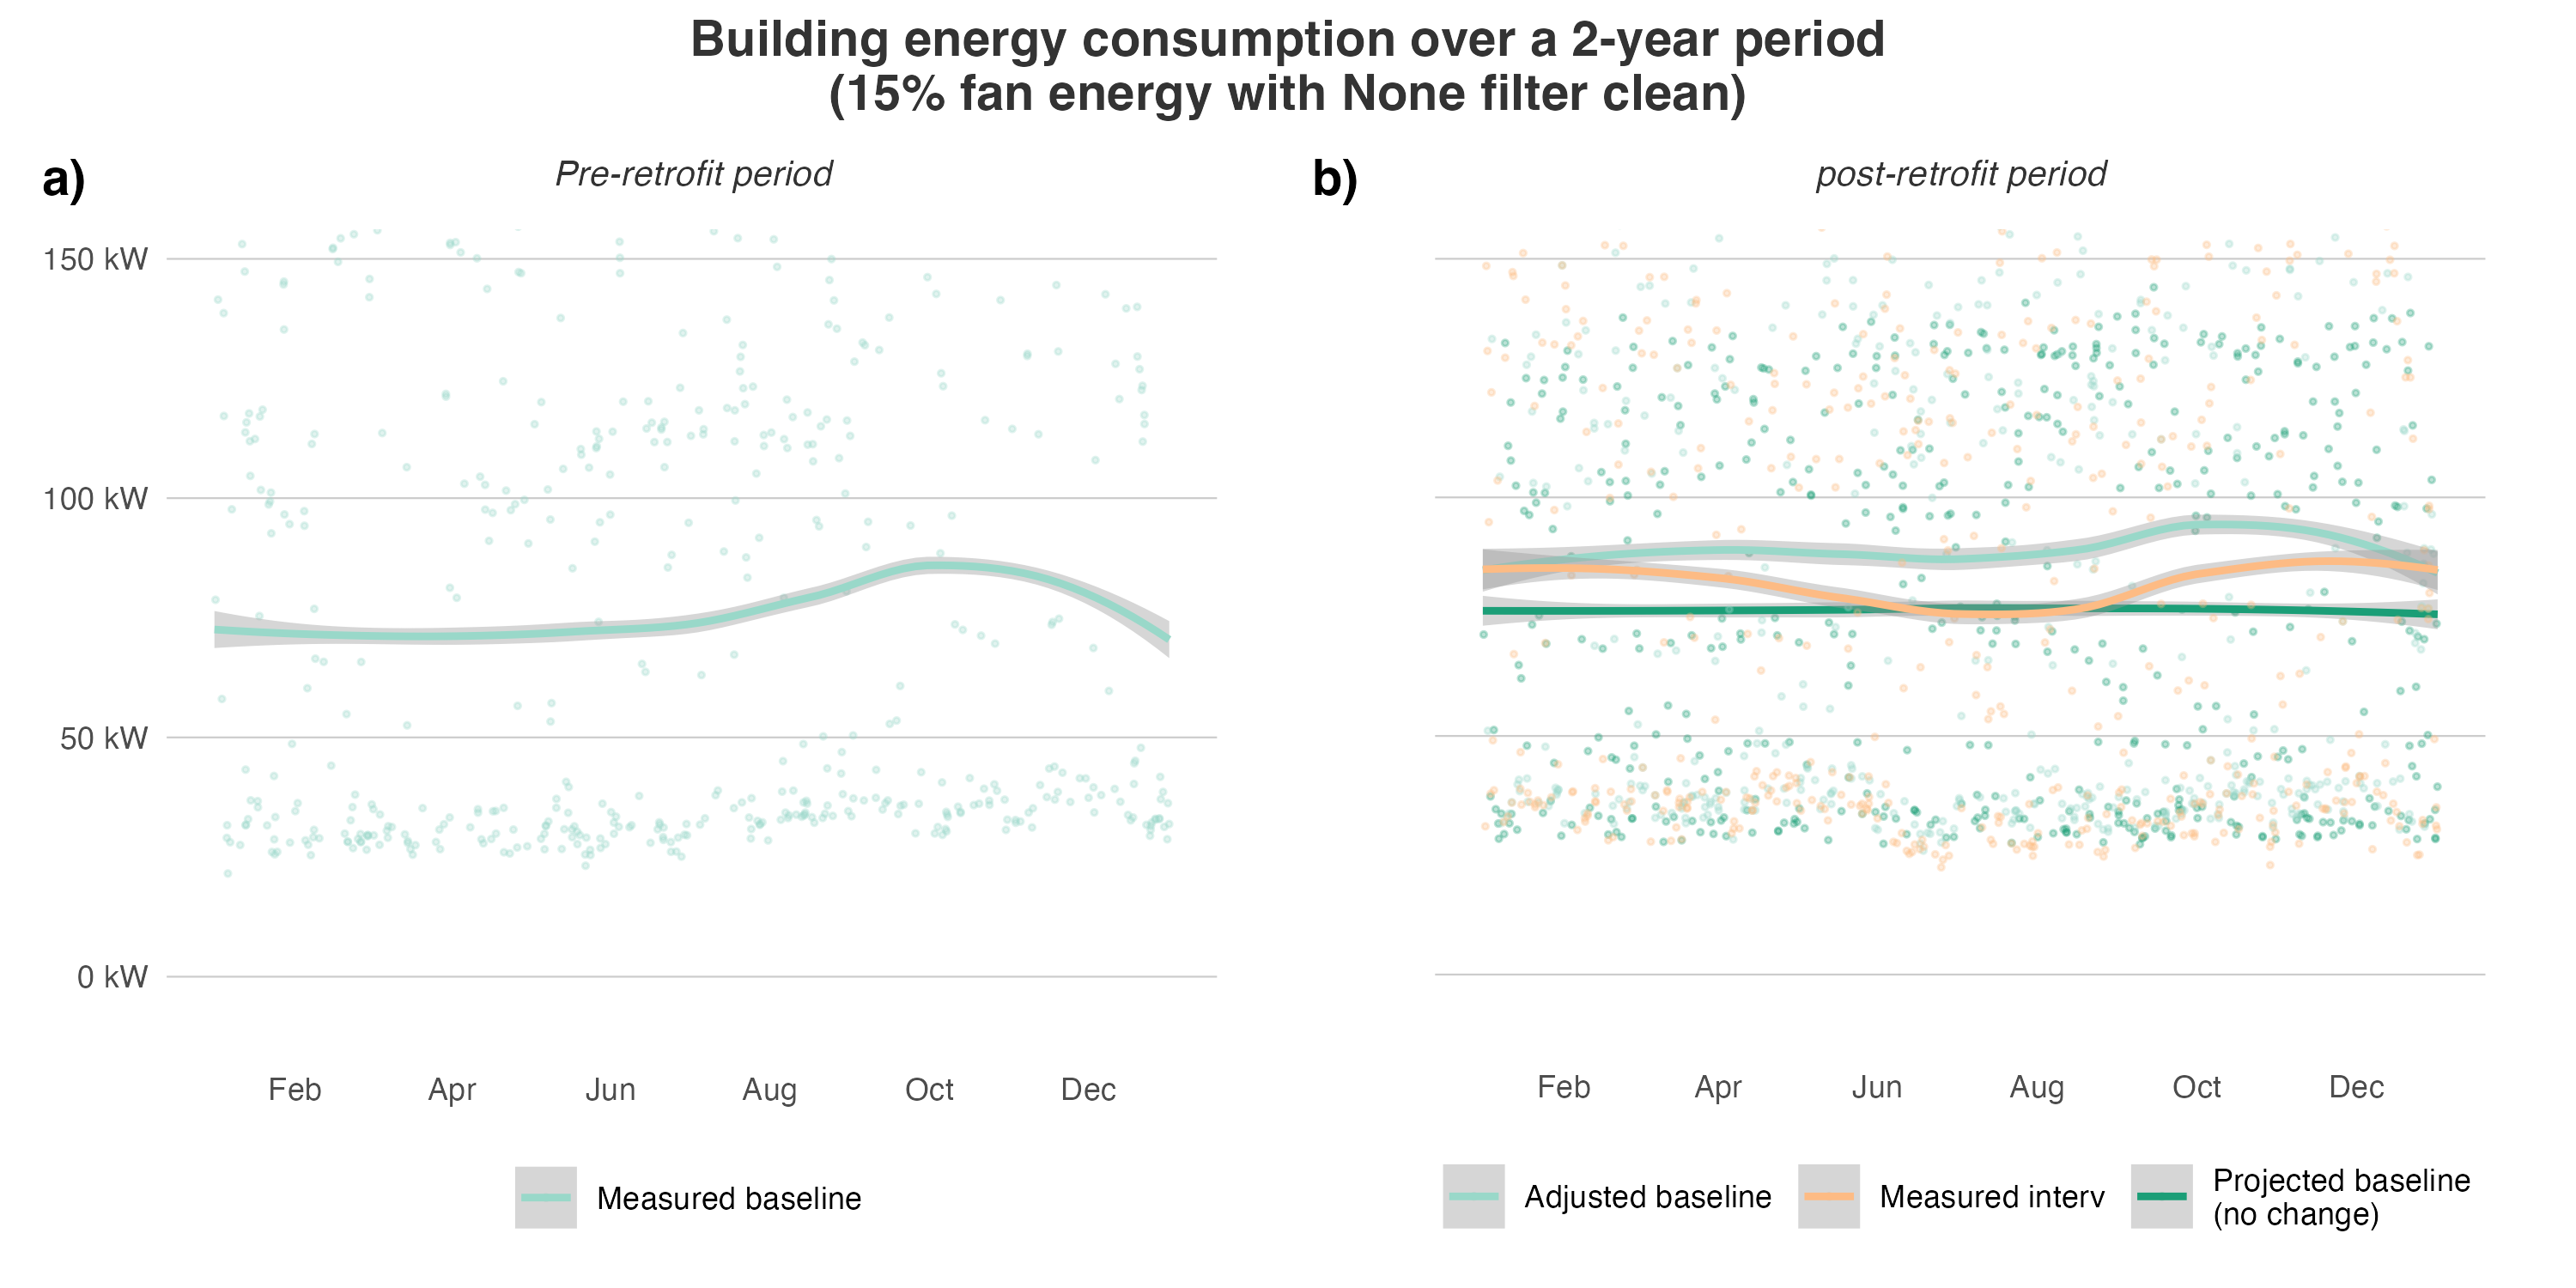 Building energy consumption over a 2-year period
(15% fan energy with None filter clean)
a)
Pre-retrofit period
150 kW
100 kW
50 kW
0 kW
Feb Apr Jun Aug Oct Dec
Measured baseline
b)
post-retrofit period
Feb Apr Jun Aug Oct Dec
Adjusted baseline
Measured interv
Projected baseline
(no change)